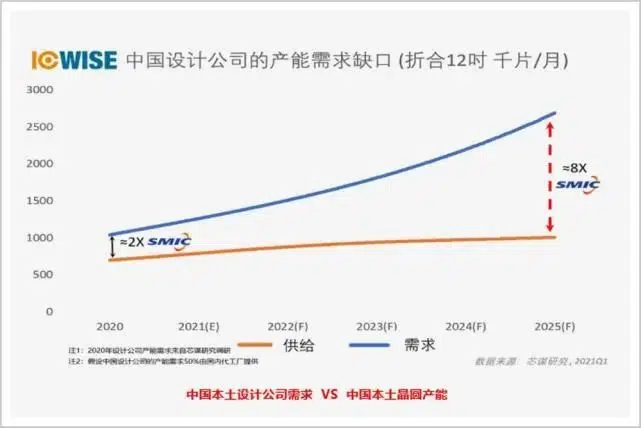 ICWISE 中国设计公司的产能需求缺口 (折合12吋 千片/月)
3000
2500
2000
1500
1000
500
0
≈2X SMIC
≈8X
SMIC
2020 2021(E) 2022(F) 2023(F) 2024(F) 2025(F)
供给 需求
注1：2020年设计公司产能需求来自芯谋研究调研
注2：假设中国设计公司的产能需求50%由国内代工厂提供
数据来源 芯谋研究, 2021Q1
中国本土设计公司需求 VS 中国本土晶圆产能